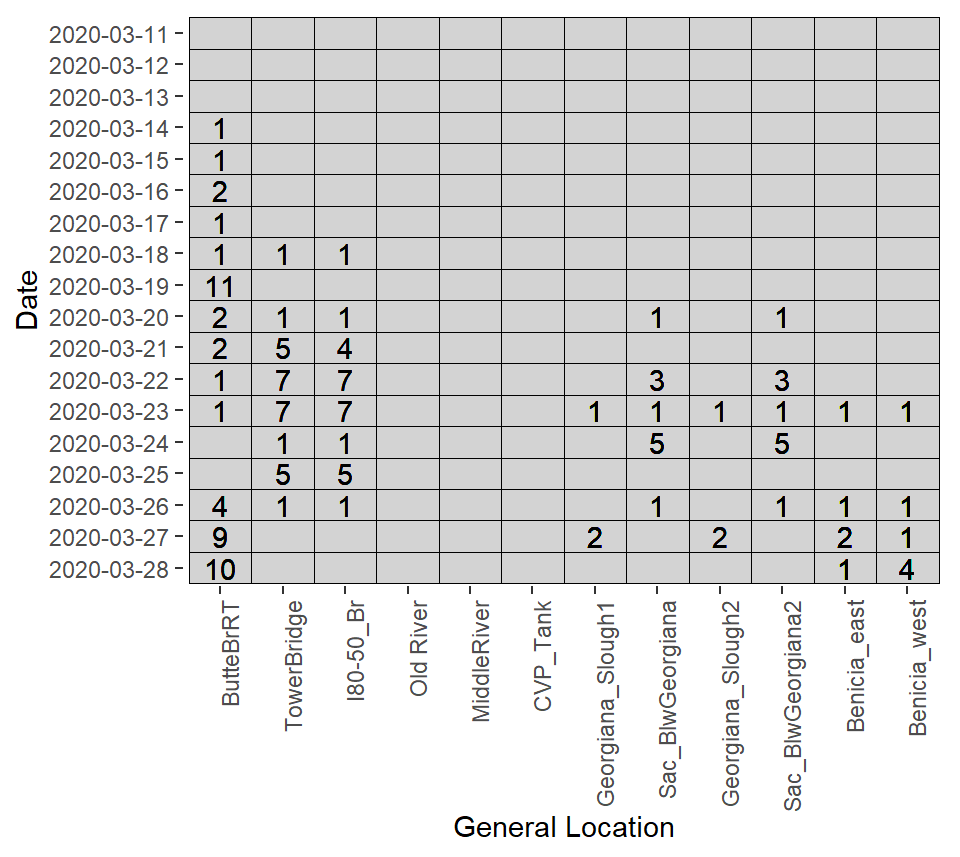 2020-03-11
2020-03-12
2020-03-13
2020-03-14 1
2020-03-15 1
2020-03-16 2
2020-03-17 1
2020-03-18 1 1 1
2020-03-19 11
2020-03-20 2 1 1 1 1
2020-03-21 2 5 4
2020-03-22 1 7 7 3 3
2020-03-23 1 7 7 1 1 1 1 1 1
2020-03-24 1 1 5 5
2020-03-25 5 5
2020-03-26 4 1 1 1 1 1 1
2020-03-27 9 2 2 2 1
2020-03-28 10 1 4
Date
ButteBrRT
TowerBridge
I80-50_Br
Old River
MiddleRiver
CVP_Tank
Georgiana_Slough1
Sac_BlwGeorgiana
Georgiana_Slough2
Sac_BlwGeorgiana2
Benicia_east
Benicia_west
General Location